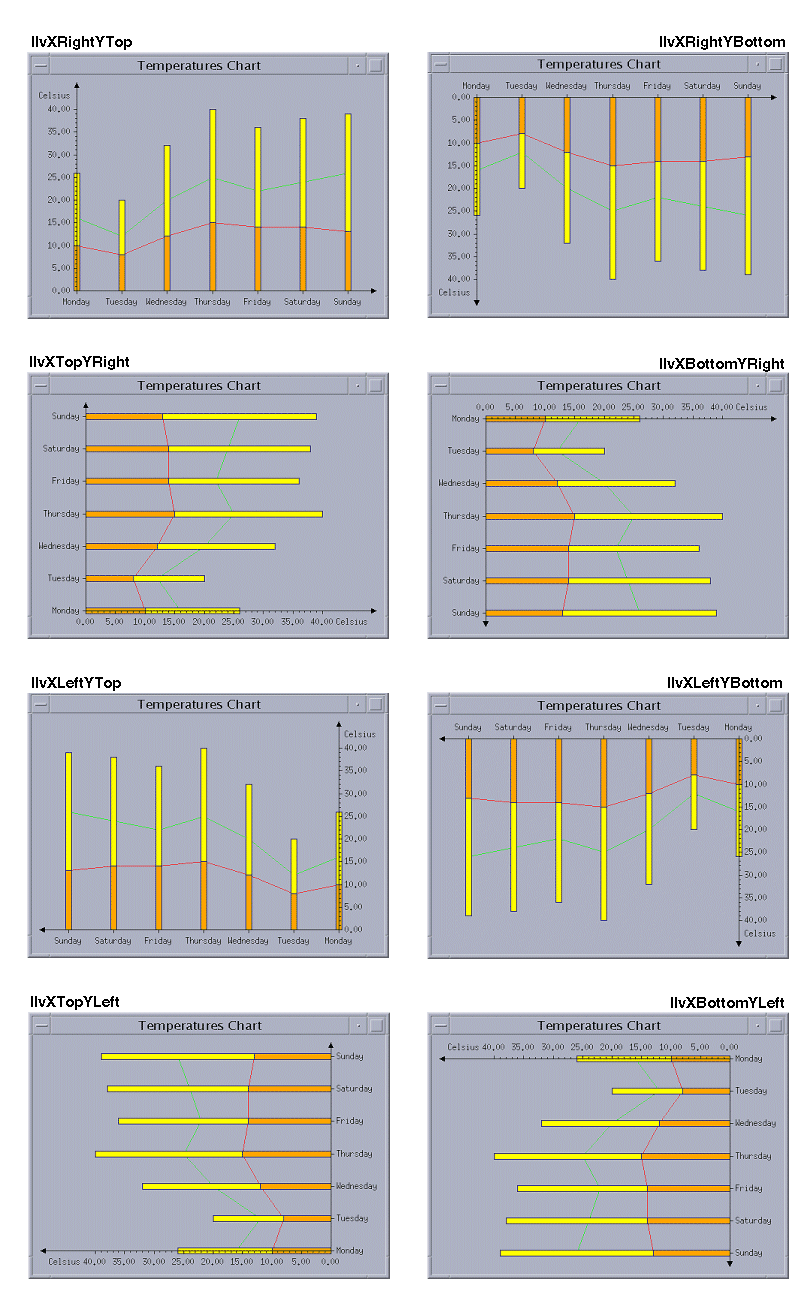 IlvXRightYTop
Temperatures Chart
Celsius
40.00
35.00
30.00
25.00
20.00
15.00
10.00
5.00
0.00
Monday Tuesday Wednesday Thursday Friday Saturday Sunday
IlvXRightYBottom
Temperatures Chart
Monday Tuesday Wednesday Thursday Friday Saturday Sunday
0.00
5.00
10.00
15.00
20.00
25.00
30.00
35.00
40.00
Celsius
IlvXTopYRight
Temperatures Chart
Sunday
Saturday
Friday
Thursday
Wednesday
Tuesday
Monday
0.00 5.00 10.00 15.00 20.00 25.00 30.00 35.00 40.00 Celsius
IlvXBottomYRight
Temperatures Chart
0.00 5.00 10.00 15.00 20.00 25.00 30.00 35.00 40.00 Celsius
Monday
Tuesday
Wednesday
Thursday
Friday
Saturday
Sunday
IlvXLeftYTop
Temperatures Chart
Celsius
40.00
35.00
30.00
25.00
20.00
15.00
10.00
5.00
0.00
Sunday Saturday Friday Thursday Wednesday Tuesday Monday
IlvXLeftYBottom
Temperatures Chart
Sunday Saturday Friday Thursday Wednesday Tuesday Monday
0.00
5.00
10.00
15.00
20.00
25.00
30.00
35.00
40.00
Celsius
IlvXTopYLeft
Temperatures Chart
Sunday
Saturday
Friday
Thursday
Wednesday
Tuesday
Monday
Celsius 40.00 35.00 30.00 25.00 20.00 15.00 10.00 5.00 0.00
IlvXBottomYLeft
Temperatures Chart
Celsius 40.00 35.00 30.00 25.00 20.00 15.00 10.00 5.00 0.00
Monday
Tuesday
Wednesday
Thursday
Friday
Saturday
Sunday